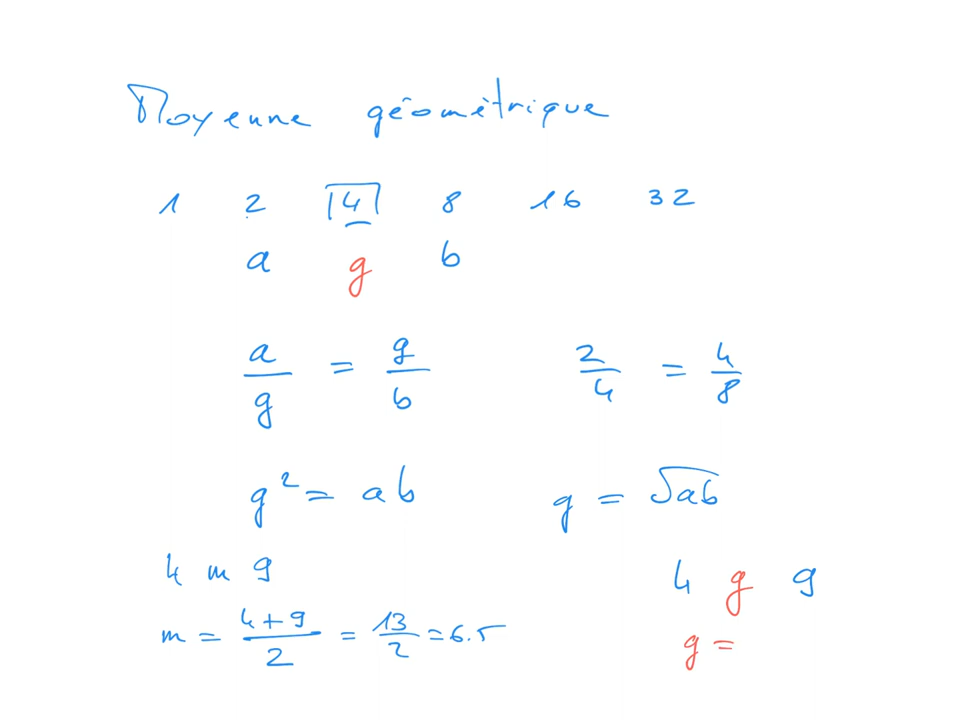 Moyenne géométrique
1 2 4 8 16 32
a g b
a/g = g/b 2/4 = 4/8
g² = ab g = √ab
4 m 9
m = (4+9)/2 = 13/2 = 6.5
4 g 9
g =